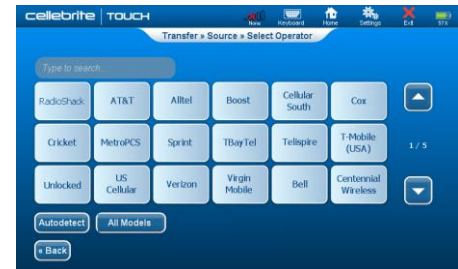 cellebrite TOUCH None Keyboard Home Settings Exit 97%
Transfer » Source » Select Operator
Type to search...
RadioShack AT&T Alltel Boost Cellular South Cox
Cricket MetroPCS Sprint TBayTel Telispire T-Mobile (USA) 1 / 5
Unlocked US Cellular Verizon Virgin Mobile Bell Centennial Wireless
Autodetect All Models
« Back